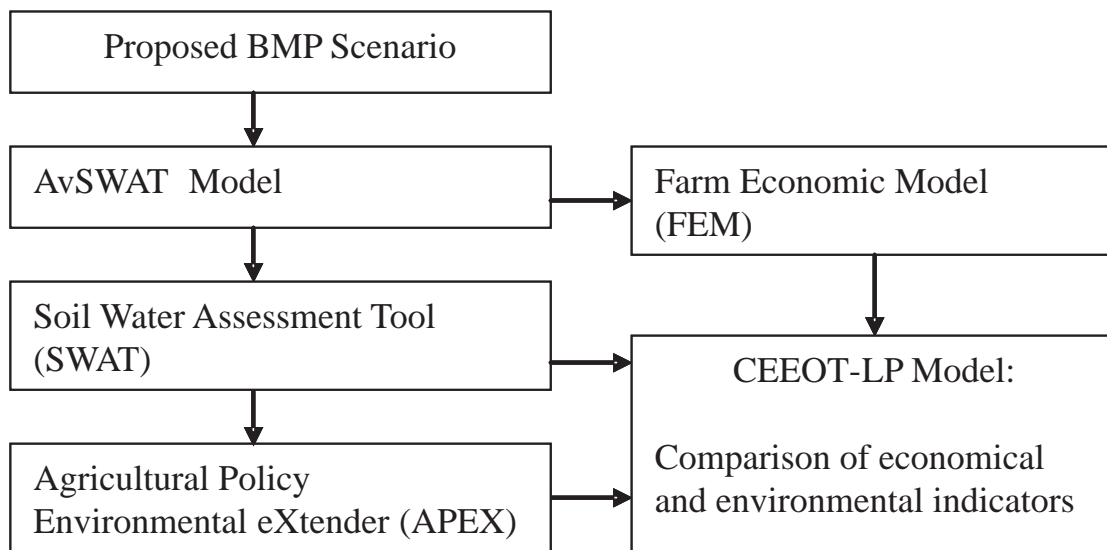 Proposed BMP Scenario
AvSWAT Model
Farm Economic Model
(FEM)
Soil Water Assessment Tool
(SWAT)
CEEOT-LP Model:
Comparison of economical
and environmental indicators
Agricultural Policy
Environmental eXtender (APEX)